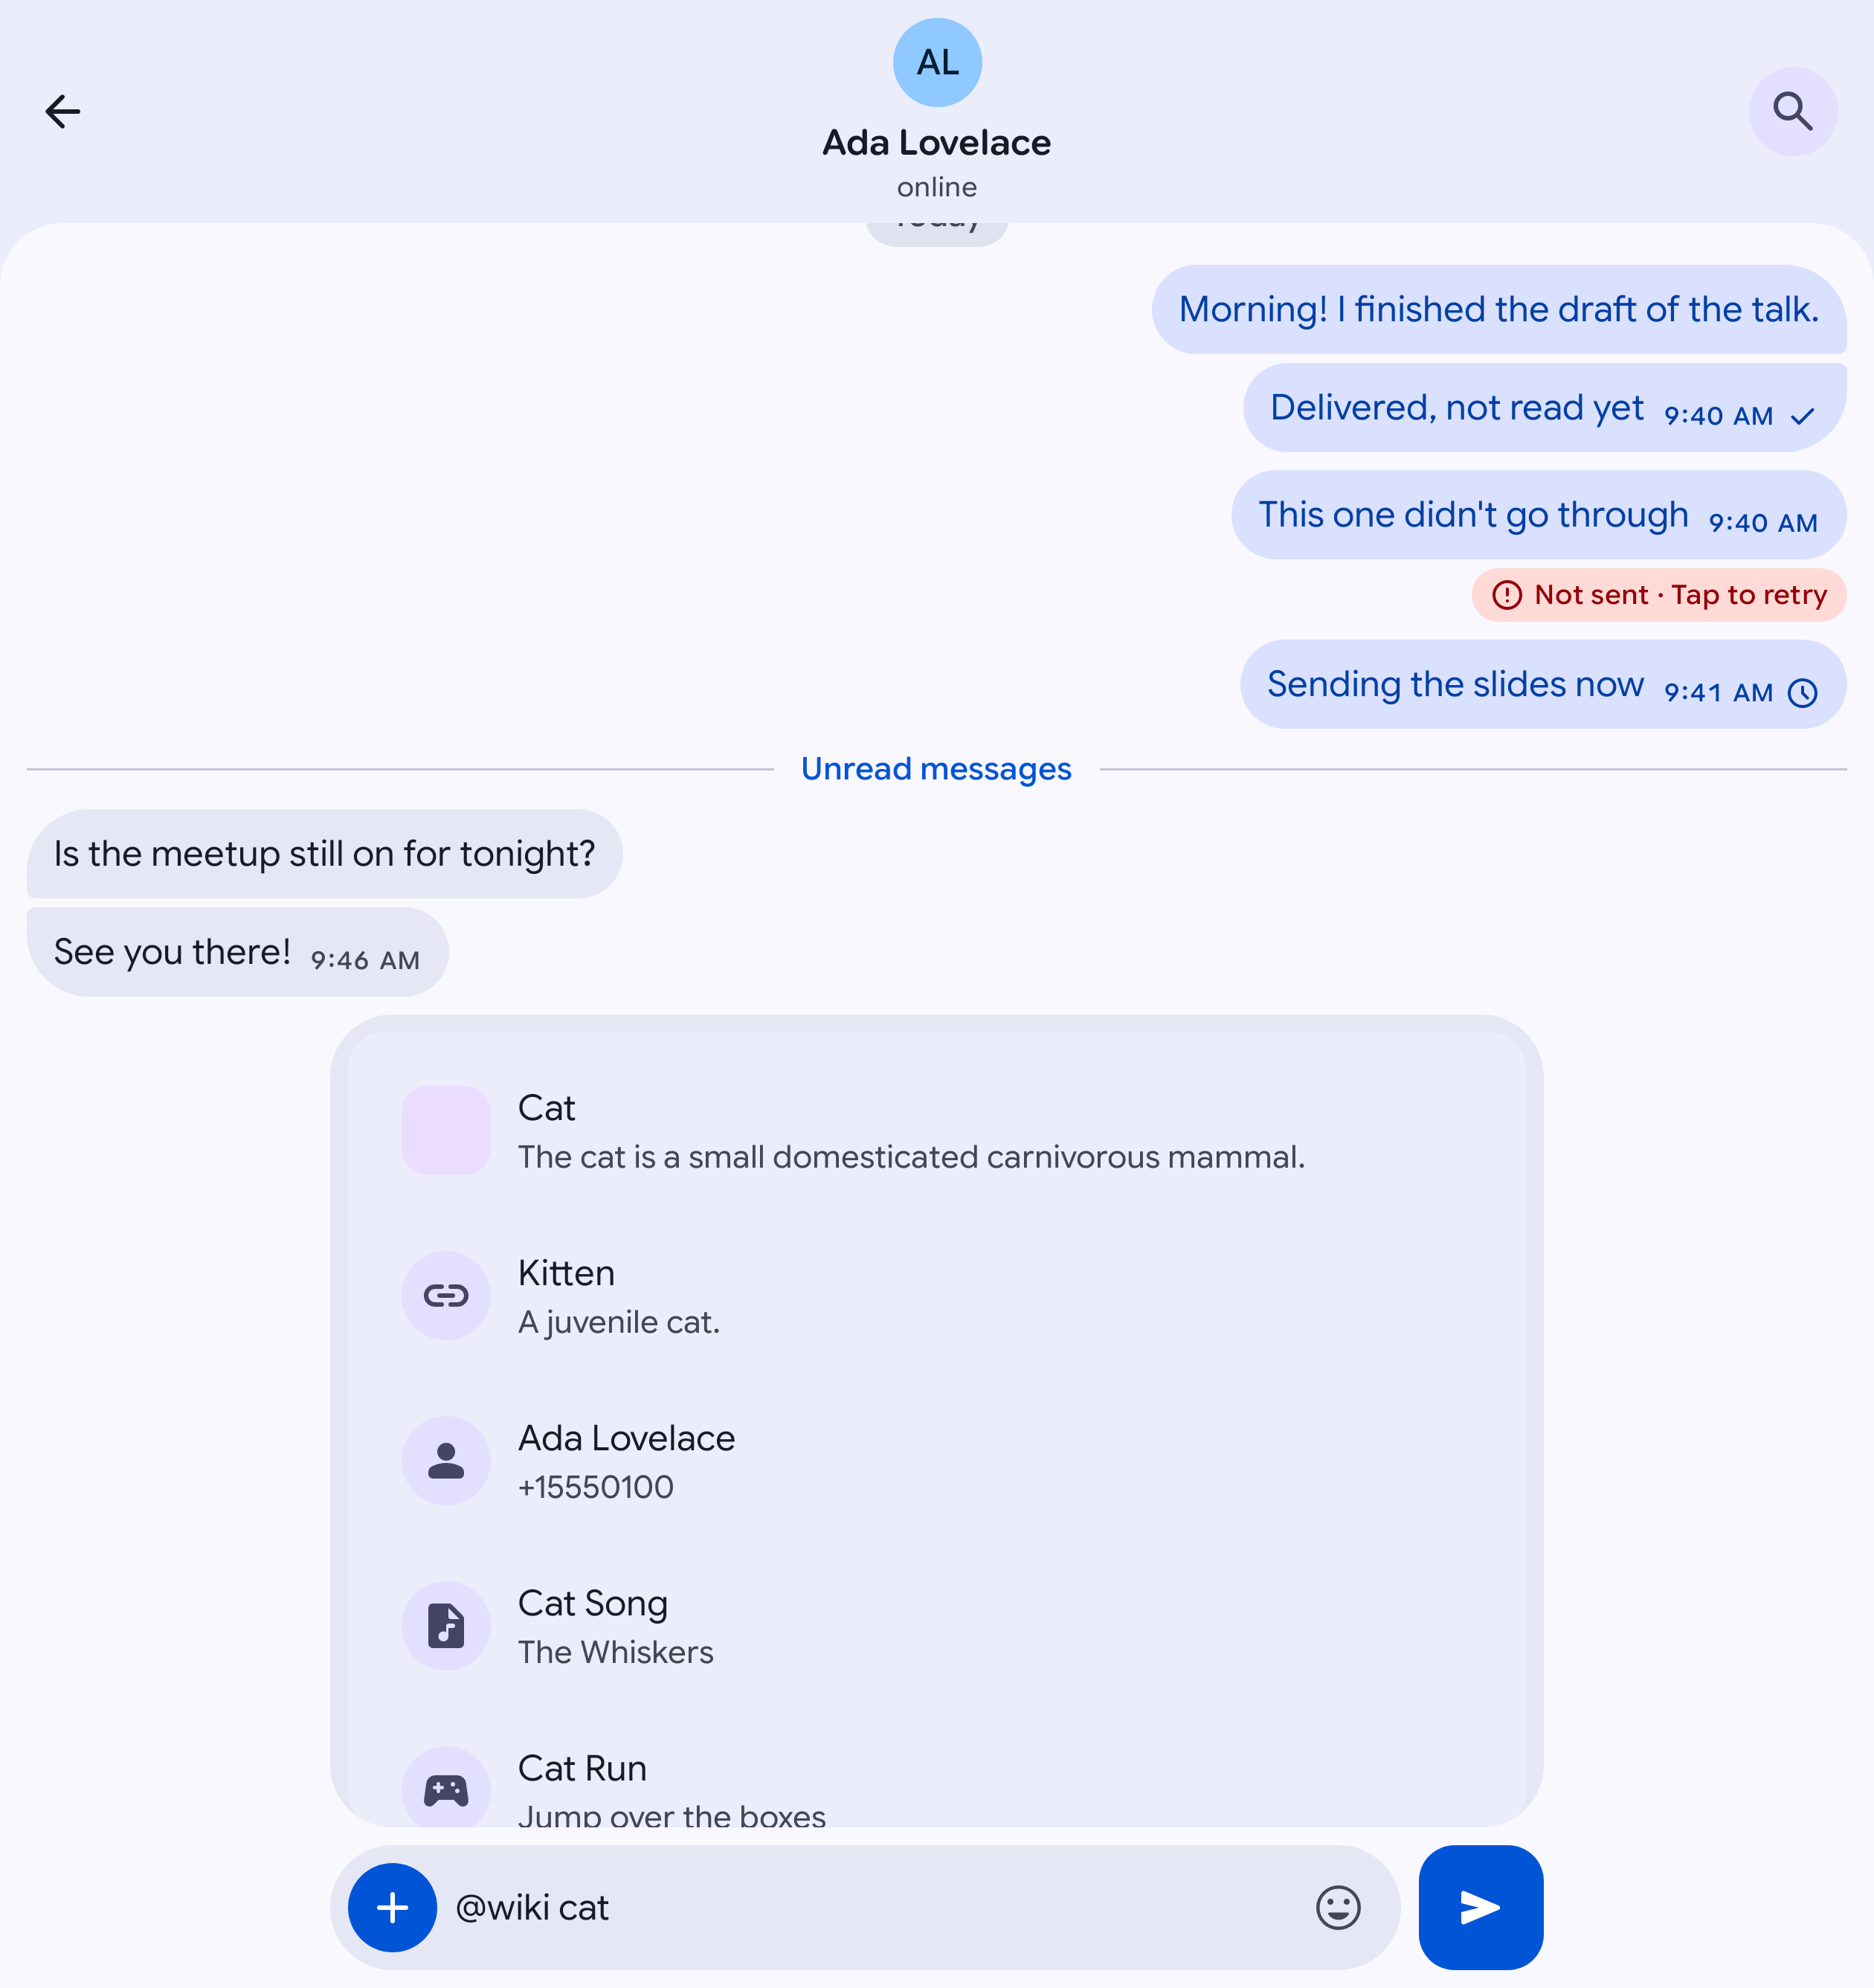 AL
Ada Lovelace
online
Today
Morning! I finished the draft of the talk.
Delivered, not read yet 9:40 AM
This one didn't go through 9:40 AM
Not sent · Tap to retry
Sending the slides now 9:41 AM
Unread messages
Is the meetup still on for tonight?
See you there! 9:46 AM
Cat
The cat is a small domesticated carnivorous mammal.
Kitten
A juvenile cat.
Ada Lovelace
+15550100
Cat Song
The Whiskers
Cat Run
Jump over the boxes
@wiki cat